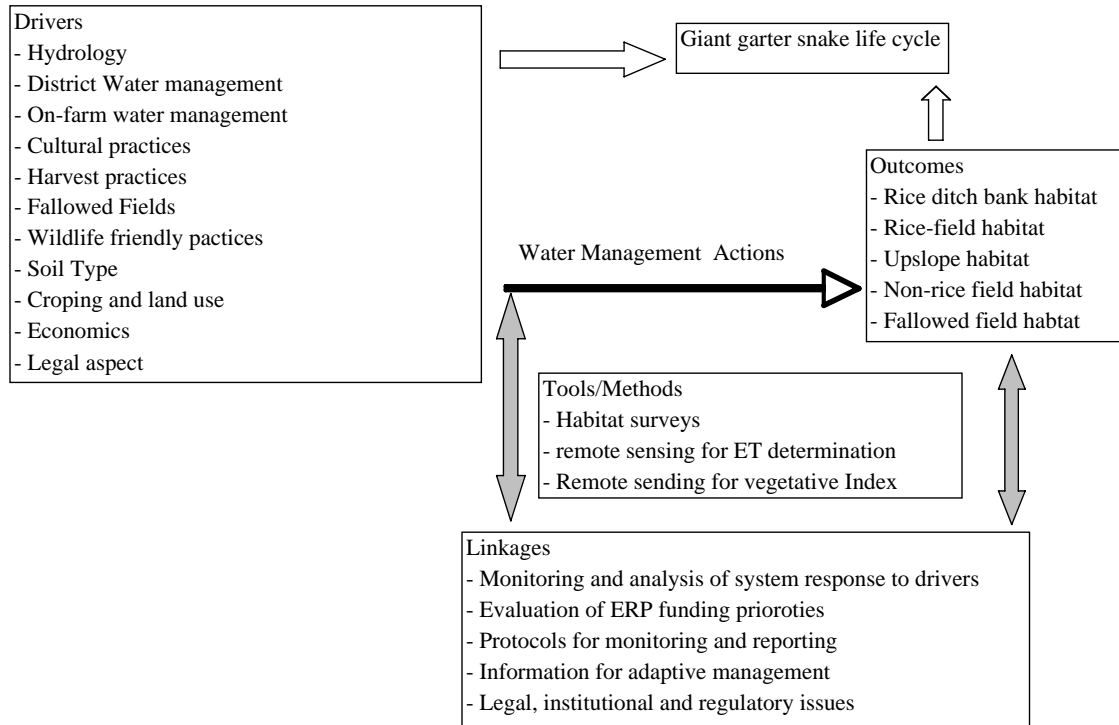 Drivers
- Hydrology
- District Water management
- On-farm water management
- Cultural practices
- Harvest practices
- Fallowed Fields
- Wildlife friendly pactices
- Soil Type
- Croping and land use
- Economics
- Legal aspect
Giant garter snake life cycle
Outcomes
- Rice ditch bank habitat
- Rice-field habitat
- Upslope habitat
- Non-rice field habitat
- Fallowed field habtat
Water Management Actions
Tools/Methods
- Habitat surveys
- remote sensing for ET determination
- Remote sending for vegetative Index
Linkages
- Monitoring and analysis of system response to drivers
- Evaluation of ERP funding prioroties
- Protocols for monitoring and reporting
- Information for adaptive management
- Legal, institutional and regulatory issues